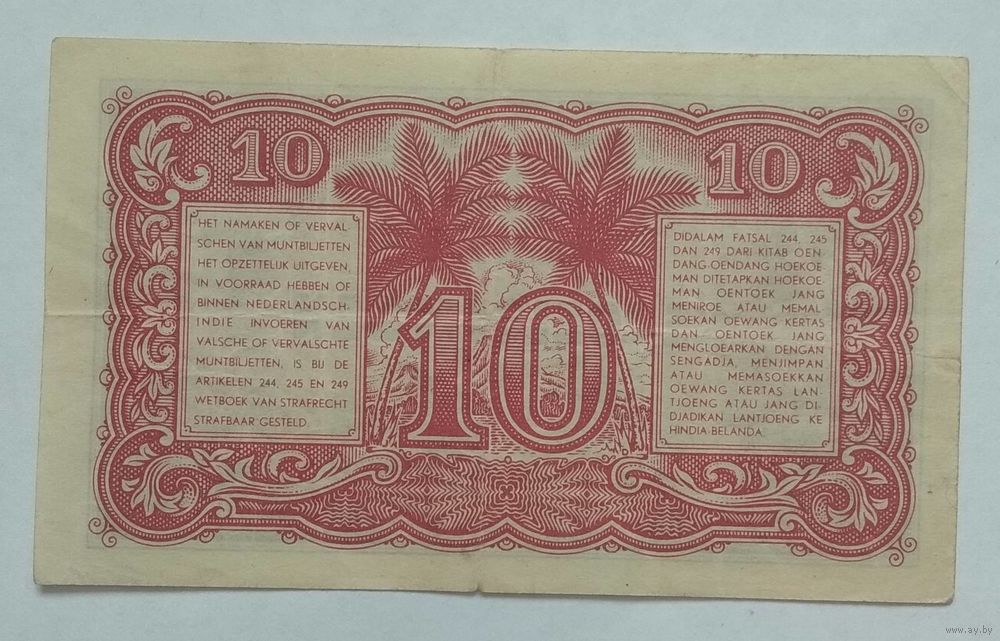 10
10
HET NAMAKEN OF VERVAL-
SCHEN VAN MUNTBILJETTEN
HET OPZETTELIJK UITGEVEN,
IN VOORRAAD HEBBEN OF
BINNEN NEDERLANDSCH-
INDIE INVOEREN VAN
VALSCHE OF VERVALSCHTE
MUNTBILJETTEN, IS BIJ DE
ARTIKELEN 244, 245 EN 249
WETBOEK VAN STRAFRECHT
STRAFBAAR GESTELD.
10
DIDALAM FATSAL 244, 245
DAN 249 DARI KITAB OEN-
DANG-OENDANG HOEKOE-
MAN DITETAPKAN HOEKOE-
MAN OENTOEK JANG
MENIROE ATAU MEMAL-
SOEKAN OEWANG KERTAS
DAN OENTOEK JANG
MENGLOEARKAN DENGAN
SENGADJA, MENJIMPAN
ATAU MEMASOEKKAN
OEWANG KERTAS LAN-
TJOENG ATAU JANG DI-
DJADIKAN LANTJOENG KE
HINDIA-BELANDA.
www.ay.by